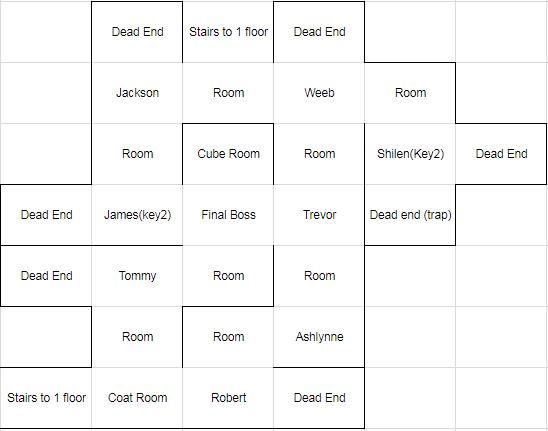 Dead End Stairs to 1 floor Dead End
Jackson Room Weeb Room
Room Cube Room Room Shilen(Key2) Dead End
Dead End James(key2) Final Boss Trevor Dead end (trap)
Dead End Tommy Room Room
Room Room Ashlynne
Stairs to 1 floor Coat Room Robert Dead End